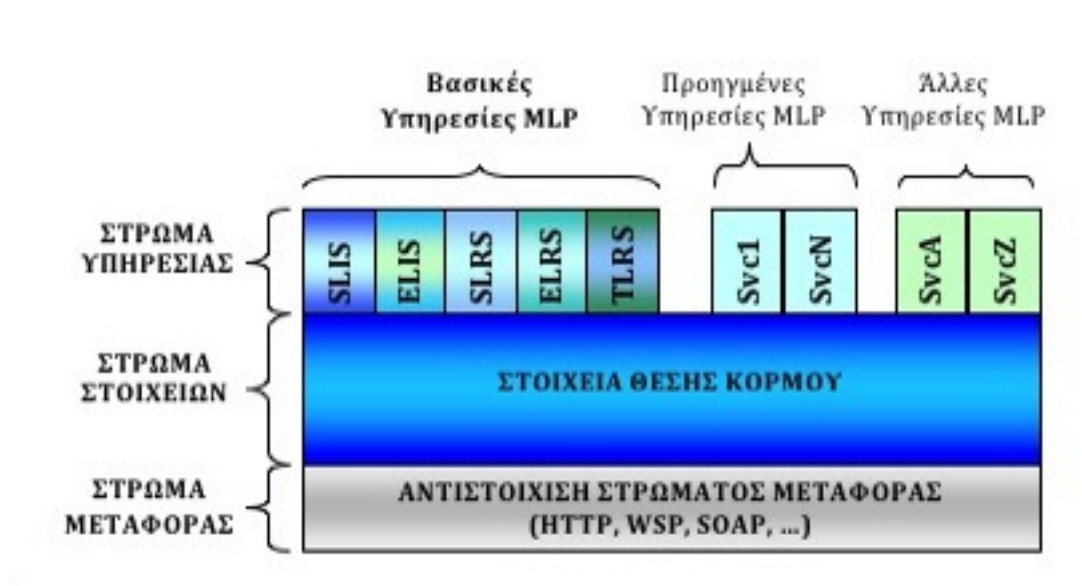 Βασικές
Υπηρεσίες MLP
Προηγμένες
Υπηρεσίες MLP
Άλλες
Υπηρεσίες MLP
ΣΤΡΩΜΑ
ΥΠΗΡΕΣΙΑΣ
SLIS
ELIS
SLRS
ELRS
TLRS
Svc1
SvcN
SvcA
SvcZ
ΣΤΡΩΜΑ
ΣΤΟΙΧΕΙΩΝ
ΣΤΟΙΧΕΙΑ ΘΕΣΗΣ ΚΟΡΜΟΥ
ΣΤΡΩΜΑ
ΜΕΤΑΦΟΡΑΣ
ΑΝΤΙΣΤΟΙΧΙΣΗ ΣΤΡΩΜΑΤΟΣ ΜΕΤΑΦΟΡΑΣ
(HTTP, WSP, SOAP, ...)